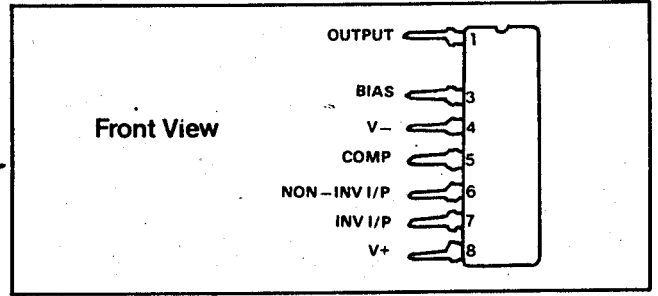 OUTPUT 1
BIAS 3
Front View
V– 4
COMP 5
NON–INV I/P 6
INV I/P 7
V+ 8